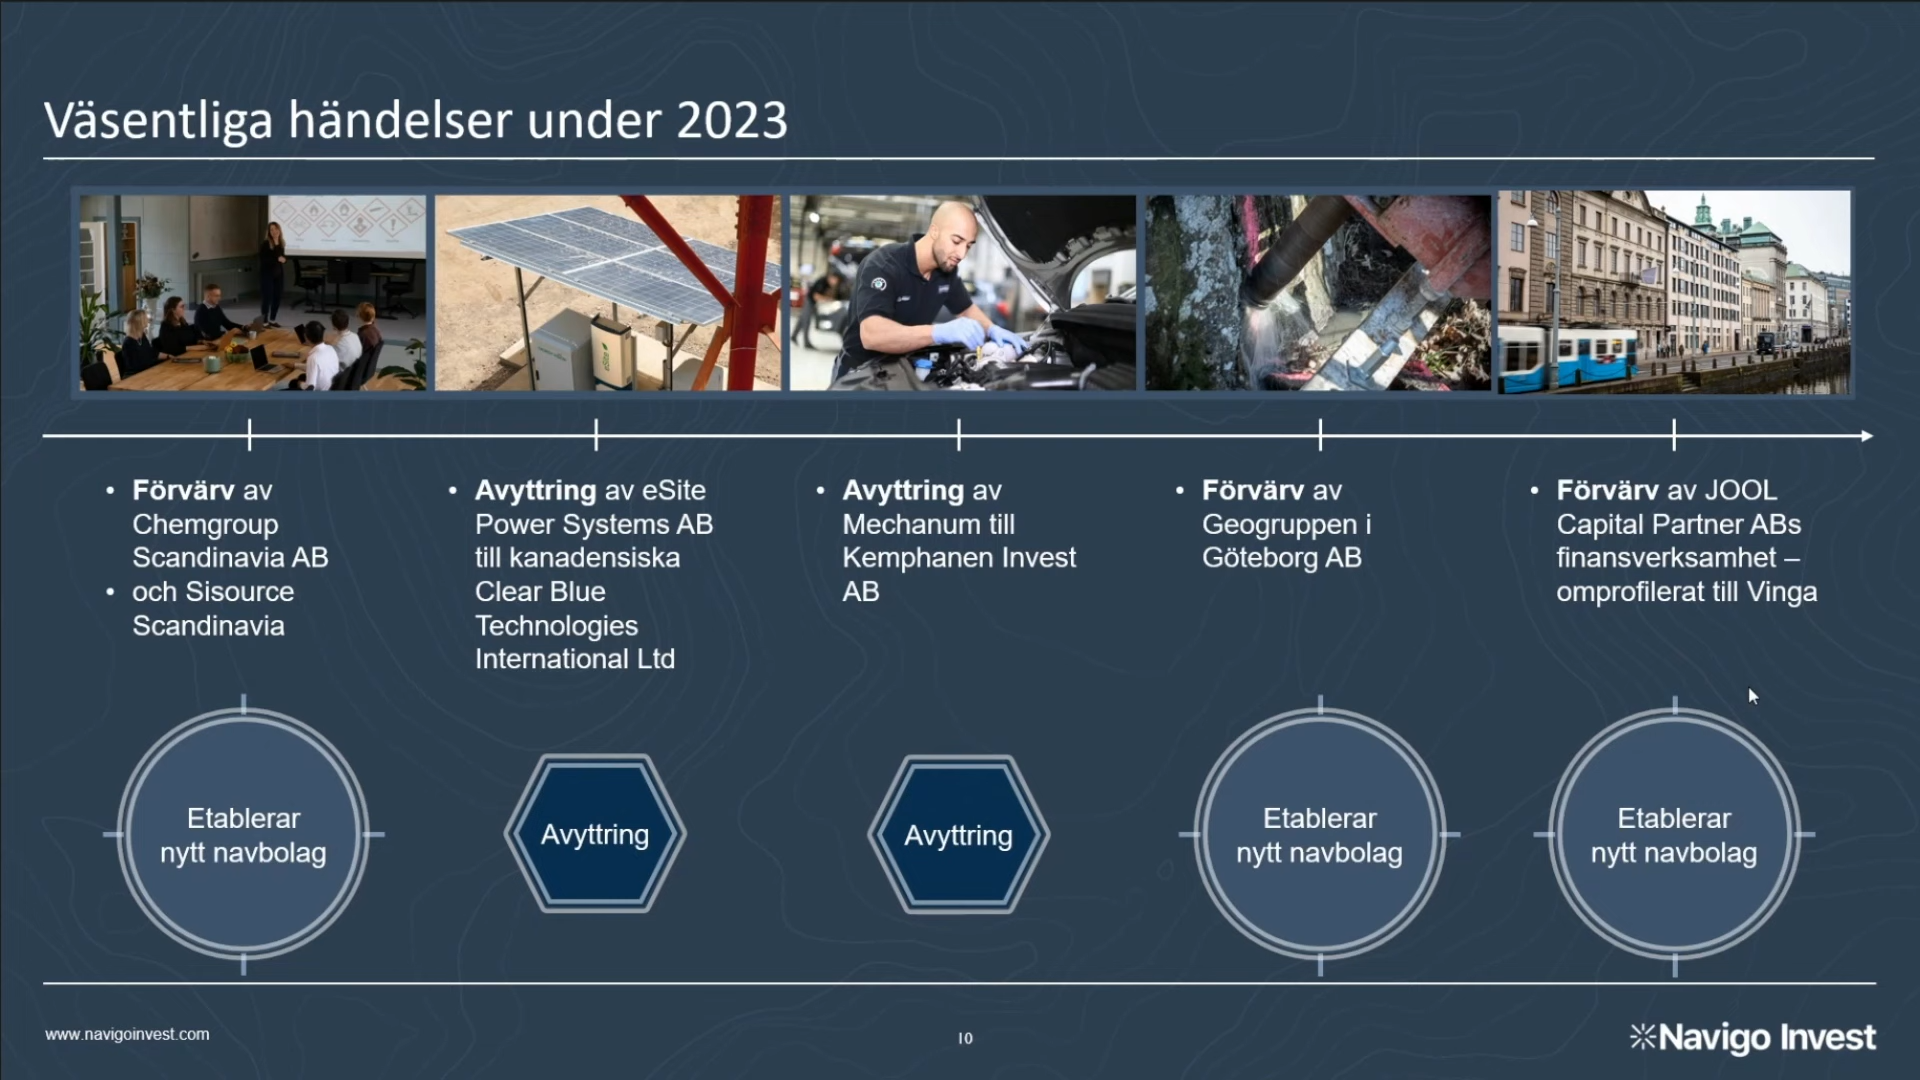 Väsentliga händelser under 2023
• Förvärv av
Chemgroup
Scandinavia AB
• och Sisource
Scandinavia
• Avyttring av eSite
Power Systems AB
till kanadensiska
Clear Blue
Technologies
International Ltd
• Avyttring av
Mechanum till
Kemphanen Invest
AB
• Förvärv av
Geogruppen i
Göteborg AB
• Förvärv av JOOL
Capital Partner ABs
finansverksamhet –
omprofilerat till Vinga
Etablerar
nytt navbolag
Avyttring
Avyttring
Etablerar
nytt navbolag
Etablerar
nytt navbolag
www.navigoinvest.com
10
Navigo Invest